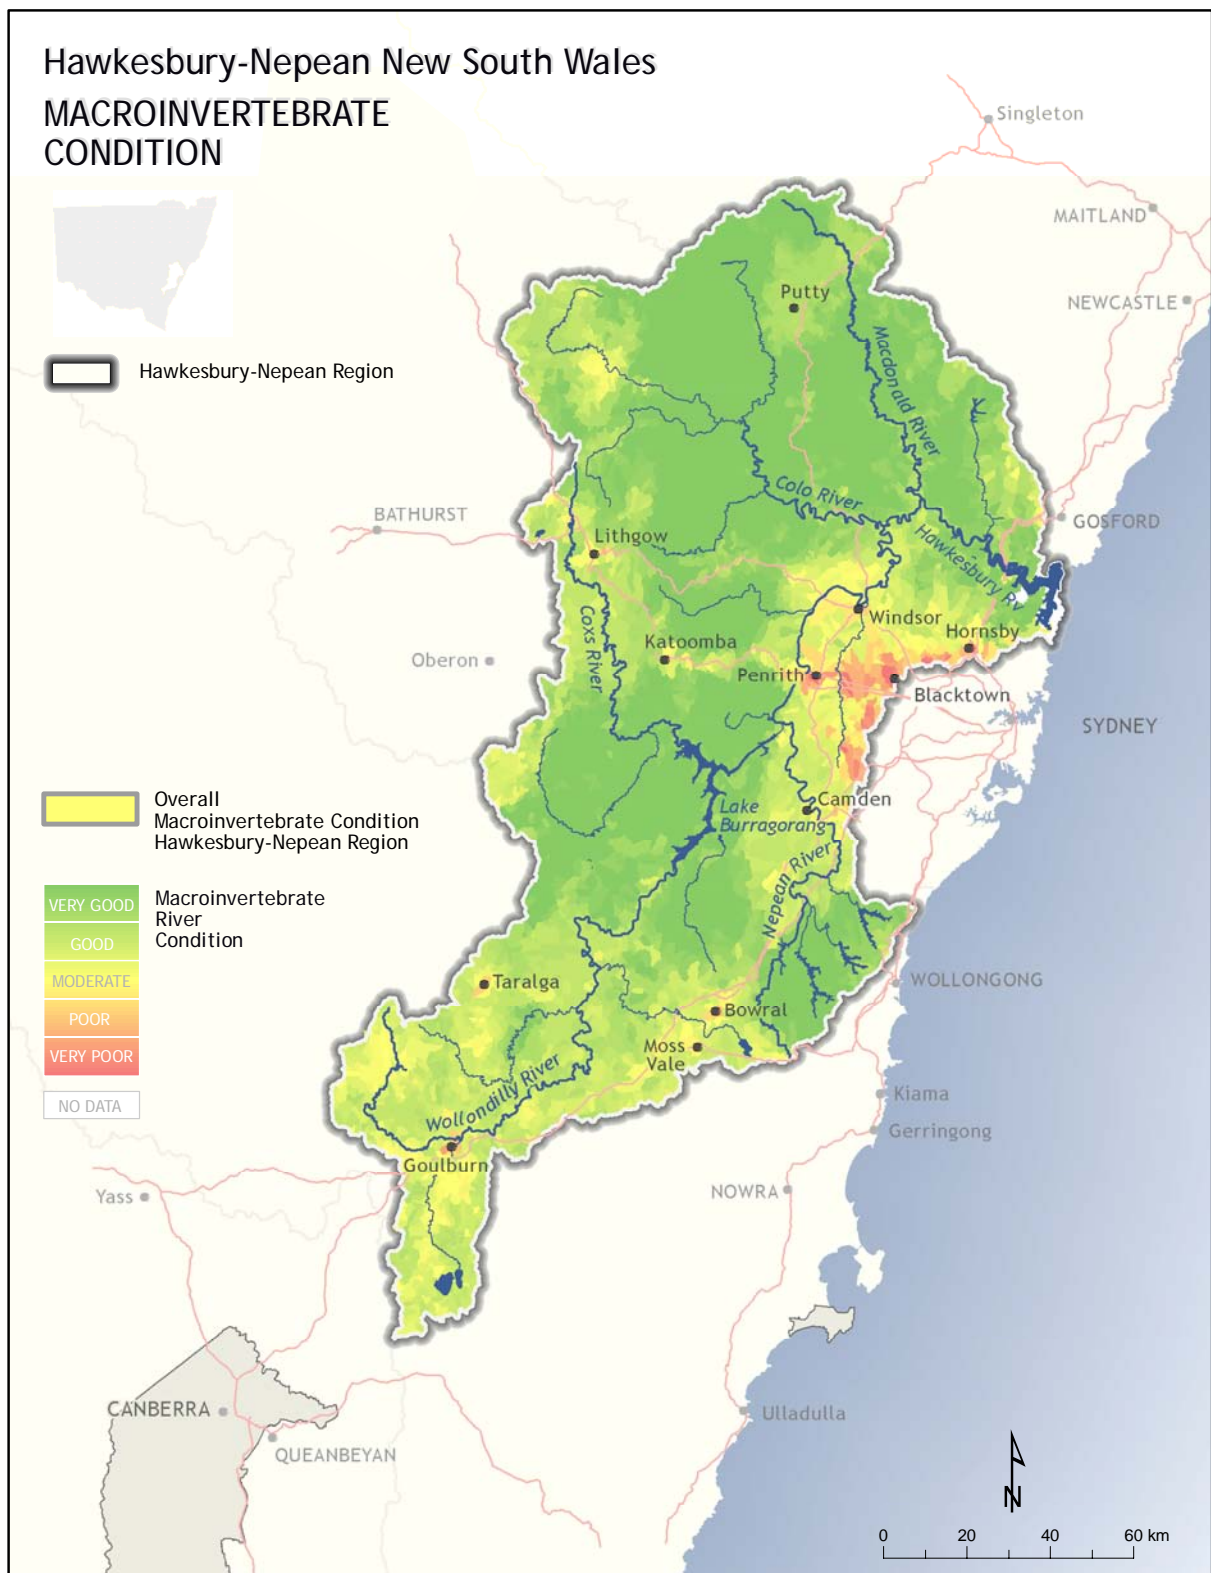 Hawkesbury-Nepean New South Wales
MACROINVERTEBRATE
CONDITION
Singleton
MAITLAND
NEWCASTLE
Putty
Macdonald River
Hawkesbury-Nepean Region
Colo River
BATHURST
GOSFORD
Lithgow
Hawkesbury Rv
Windsor
Hornsby
Coxs River
Katoomba
Oberon
Penrith
Blacktown
SYDNEY
Overall
Macroinvertebrate Condition
Hawkesbury-Nepean Region
Camden
Lake
Burragorang
Nepean River
VERY GOOD
GOOD
MODERATE
POOR
VERY POOR
NO DATA
Macroinvertebrate
River
Condition
Taralga
WOLLONGONG
Bowral
Moss
Vale
Wollondilly River
Kiama
Gerringong
Goulburn
Yass
NOWRA
CANBERRA
Ulladulla
QUEANBEYAN
N
0 20 40 60 km